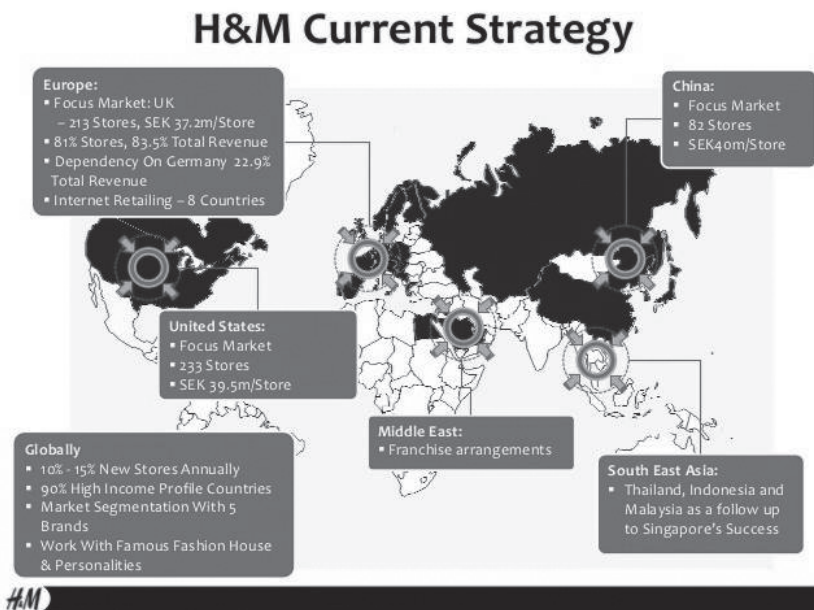 H&M Current Strategy
Europe:
▪ Focus Market: UK
– 213 Stores, SEK 37.2m/Store
▪ 81% Stores, 83.5% Total Revenue
▪ Dependency On Germany 22.9%
Total Revenue
▪ Internet Retailing – 8 Countries
China:
▪ Focus Market
▪ 82 Stores
▪ SEK40m/Store
United States:
▪ Focus Market
▪ 233 Stores
▪ SEK 39.5m/Store
Middle East:
▪ Franchise arrangements
Globally
▪ 10% - 15% New Stores Annually
▪ 90% High Income Profile Countries
▪ Market Segmentation With 5
Brands
▪ Work With Famous Fashion House
& Personalities
South East Asia:
▪ Thailand, Indonesia and
Malaysia as a follow up
to Singapore's Success
H&M